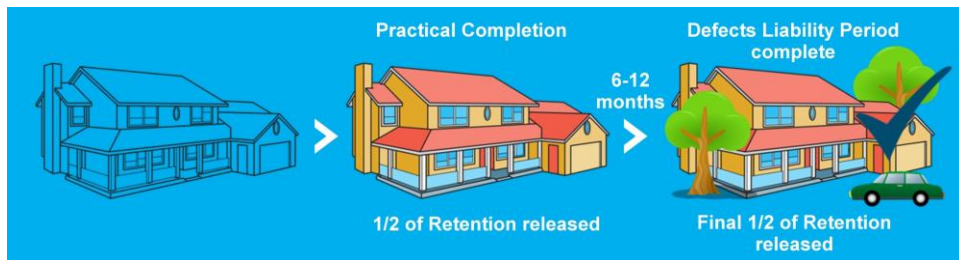 Practical Completion
1/2 of Retention released
6-12
months
Defects Liability Period
complete
Final 1/2 of Retention
released